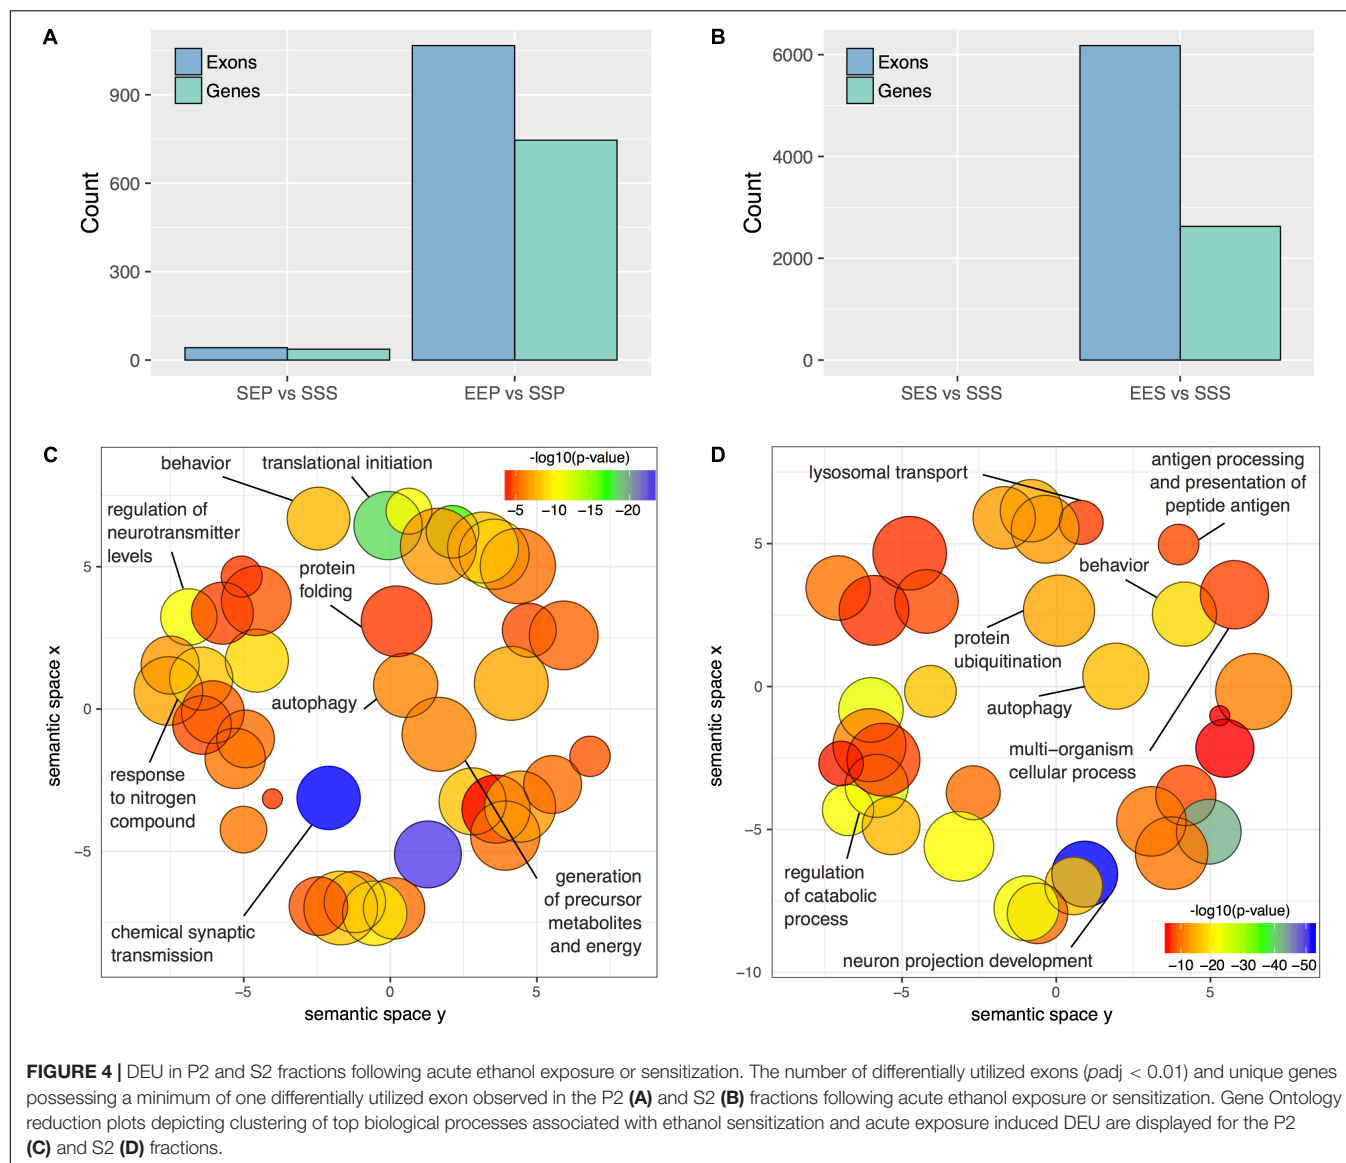 A
Exons
Genes
900
600
300
0
Count
SEP vs SSS
EEP vs SSP
B
Exons
Genes
6000
4000
2000
0
Count
SES vs SSS
EES vs SSS
C
behavior
translational initiation
-log10(p-value)
−5 −10 −15 −20
regulation of
neurotransmitter
levels
protein
folding
autophagy
response
to nitrogen
compound
chemical synaptic
transmission
generation
of precursor
metabolites
and energy
5
0
−5
semantic space x
−5 0 5
semantic space y
D
lysosomal transport
antigen processing
and presentation of
peptide antigen
behavior
protein
ubiquitination
autophagy
multi−organism
cellular process
regulation
of catabolic
process
neuron projection development
-log10(p-value)
−10 −20 −30 −40 −50
5
0
−5
−10
semantic space x
−5 0 5
semantic space y
FIGURE 4 | DEU in P2 and S2 fractions following acute ethanol exposure or sensitization. The number of differentially utilized exons (padj < 0.01) and unique genes
possessing a minimum of one differentially utilized exon observed in the P2 (A) and S2 (B) fractions following acute ethanol exposure or sensitization. Gene Ontology
reduction plots depicting clustering of top biological processes associated with ethanol sensitization and acute exposure induced DEU are displayed for the P2
(C) and S2 (D) fractions.